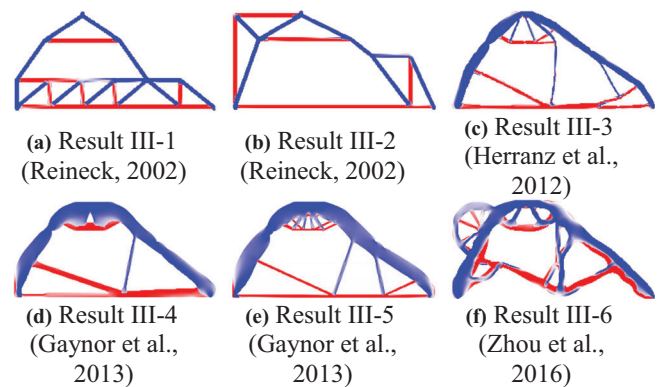 (a) Result III-1
(Reineck, 2002)
(b) Result III-2
(Reineck, 2002)
(c) Result III-3
(Herranz et al.,
2012)
(d) Result III-4
(Gaynor et al.,
2013)
(e) Result III-5
(Gaynor et al.,
2013)
(f) Result III-6
(Zhou et al.,
2016)